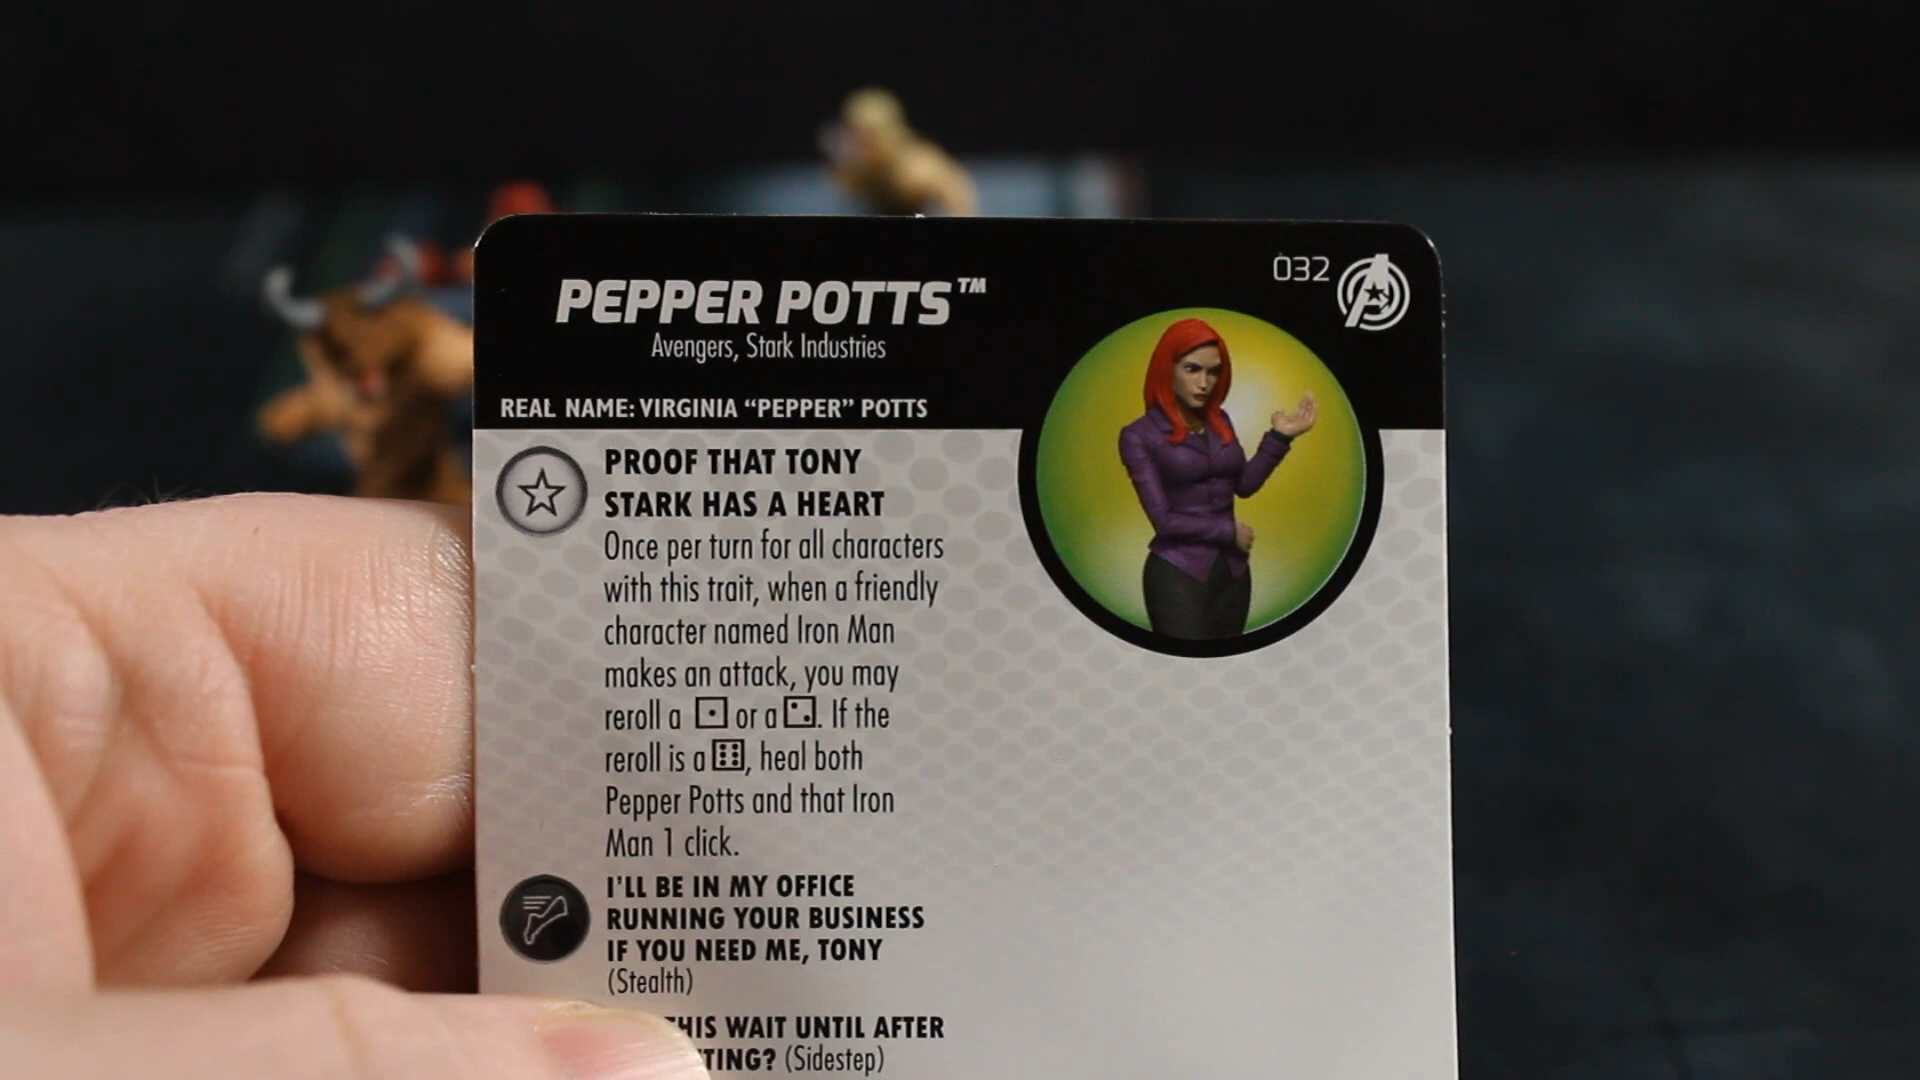 032
PEPPER POTTS™
Avengers, Stark Industries
REAL NAME: VIRGINIA “PEPPER” POTTS
PROOF THAT TONY
STARK HAS A HEART
Once per turn for all characters
with this trait, when a friendly
character named Iron Man
makes an attack, you may
reroll a ⚀ or a ⚁. If the
reroll is a ⚅, heal both
Pepper Potts and that Iron
Man 1 click.
I’LL BE IN MY OFFICE
RUNNING YOUR BUSINESS
IF YOU NEED ME, TONY
(Stealth)
THIS WAIT UNTIL AFTER
(Sidestep)